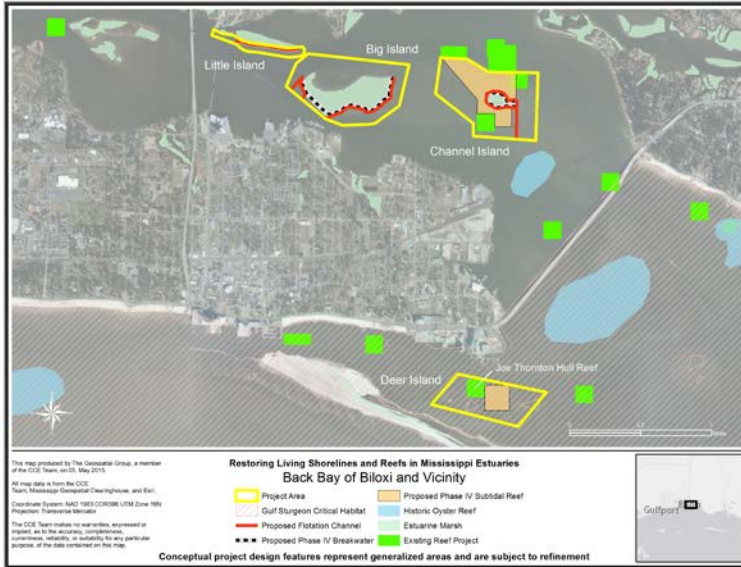 Little Island
Big Island
Channel Island
Joe Thornton Hull Reef
Deer Island
This map produced by The Geospatial Group, a member
of the CCE Team, on 05, May 2015.
All map data is from the CCE
Team, Mississippi Geospatial Clearinghouse, and Esri.
Coordinate System: NAD 1983 CORS96 UTM Zone 16N
Projection: Transverse Mercator
The CCE Team makes no warranties, expressed or
implied, as to the accuracy, completeness,
currentness, reliability, or suitability for any particular
purpose, of the data contained on this map.
Restoring Living Shorelines and Reefs in Mississippi Estuaries
Back Bay of Biloxi and Vicinity
Project Area
Gulf Sturgeon Critical Habitat
Proposed Flotation Channel
Proposed Phase IV Breakwater
Proposed Phase IV Subtidal Reef
Historic Oyster Reef
Estuarine Marsh
Existing Reef Project
Conceptual project design features represent generalized areas and are subject to refinement
Gulfport